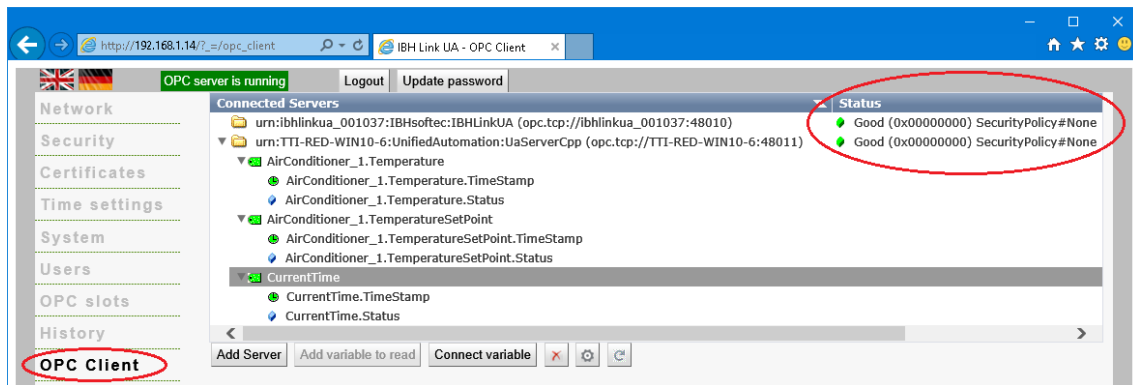 http://192.168.1.14/?_=/opc_client
IBH Link UA - OPC Client
OPC server is running
Logout
Update password
Network
Security
Certificates
Time settings
System
Users
OPC slots
History
OPC Client
Connected Servers
Status
urn:ibhlinkua_001037:IBHsoftec:IBHLinkUA (opc.tcp://ibhlinkua_001037:48010)
Good (0x00000000) SecurityPolicy#None
urn:TTI-RED-WIN10-6:UnifiedAutomation:UaServerCpp (opc.tcp://TTI-RED-WIN10-6:48011)
Good (0x00000000) SecurityPolicy#None
AirConditioner_1.Temperature
AirConditioner_1.Temperature.TimeStamp
AirConditioner_1.Temperature.Status
AirConditioner_1.TemperatureSetPoint
AirConditioner_1.TemperatureSetPoint.TimeStamp
AirConditioner_1.TemperatureSetPoint.Status
CurrentTime
CurrentTime.TimeStamp
CurrentTime.Status
Add Server
Add variable to read
Connect variable